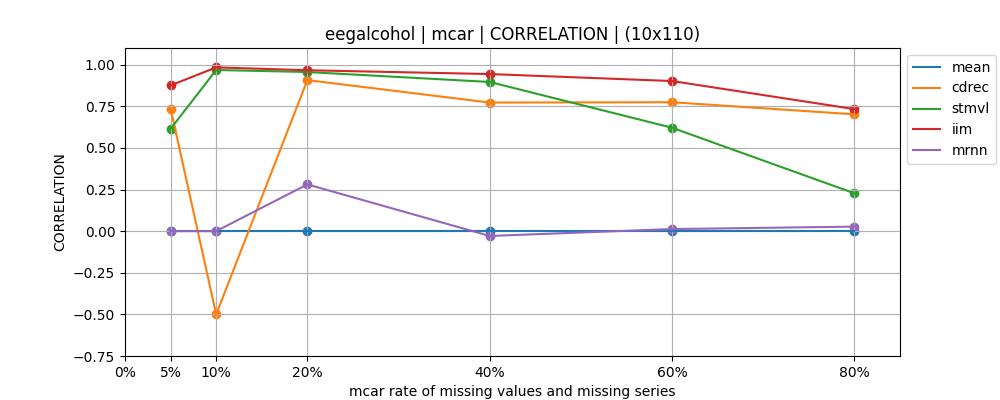 eegalcohol | mcar | CORRELATION | (10x110)
CORRELATION
1.00
0.75
0.50
0.25
0.00
−0.25
−0.50
−0.75
0% 5% 10% 20% 40% 60% 80%
mcar rate of missing values and missing series
mean
cdrec
stmvl
iim
mrnn